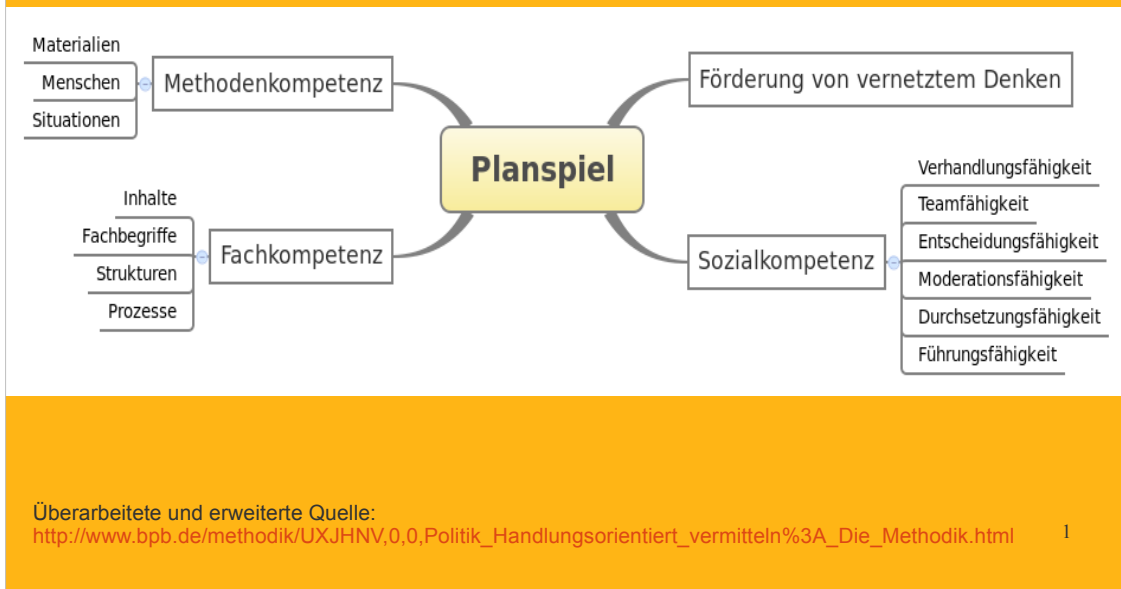 Materialien
Menschen
Situationen
Methodenkompetenz
Inhalte
Fachbegriffe
Strukturen
Prozesse
Fachkompetenz
Planspiel
Förderung von vernetztem Denken
Sozialkompetenz
Verhandlungsfähigkeit
Teamfähigkeit
Entscheidungsfähigkeit
Moderationsfähigkeit
Durchsetzungsfähigkeit
Führungsfähigkeit
Überarbeitete und erweiterte Quelle:
http://www.bpb.de/methodik/UXJHNV,0,0,Politik_Handlungsorientiert_vermitteln%3A_Die_Methodik.html
1